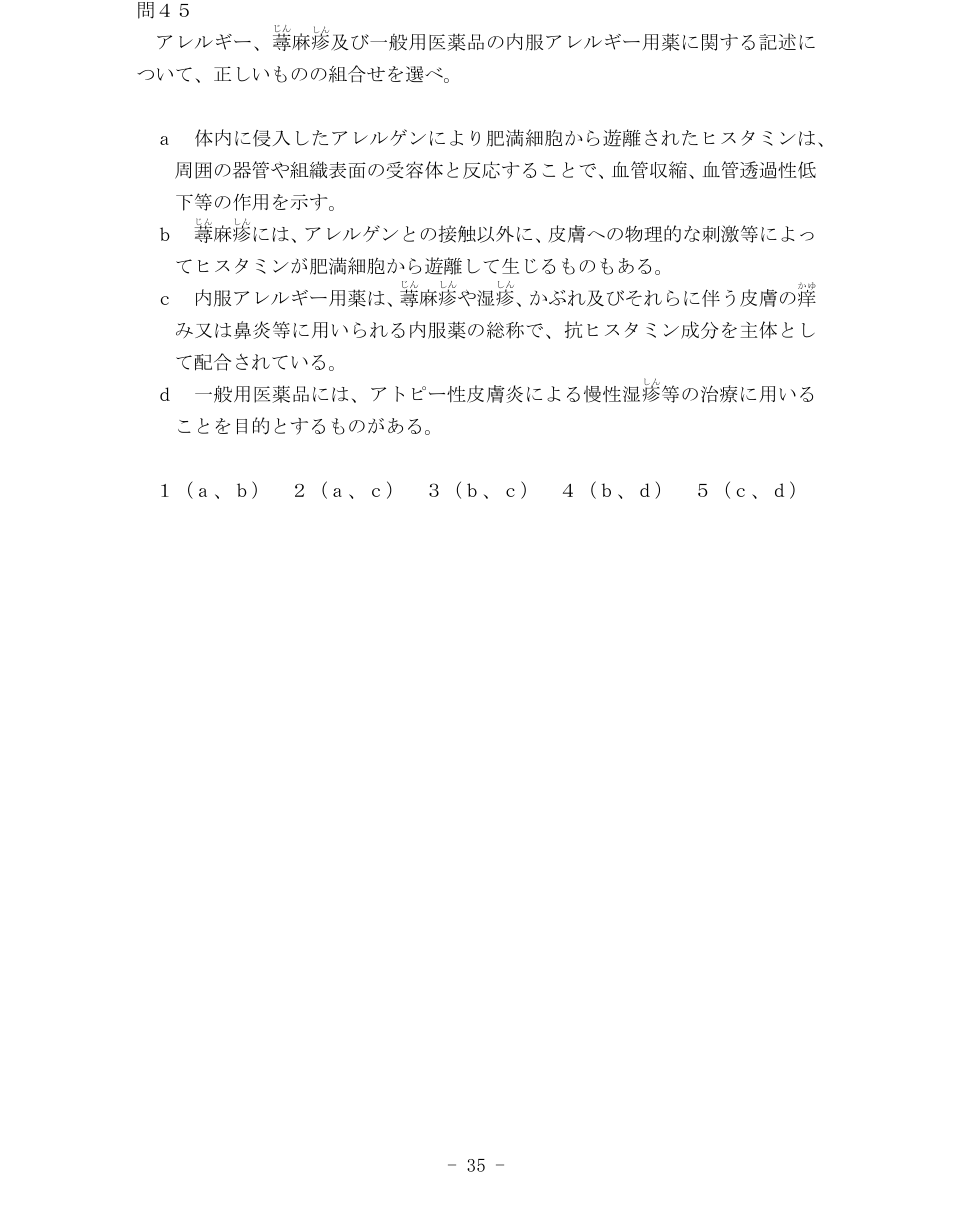 問４５
アレルギー、蕁麻疹及び一般用医薬品の内服アレルギー用薬に関する記述に
ついて、正しいものの組合せを選べ。
a　体内に侵入したアレルゲンにより肥満細胞から遊離されたヒスタミンは、
周囲の器管や組織表面の受容体と反応することで、血管収縮、血管透過性低
下等の作用を示す。
b　蕁麻疹には、アレルゲンとの接触以外に、皮膚への物理的な刺激等によっ
てヒスタミンが肥満細胞から遊離して生じるものもある。
c　内服アレルギー用薬は、蕁麻疹や湿疹、かぶれ及びそれらに伴う皮膚の痒
み又は鼻炎等に用いられる内服薬の総称で、抗ヒスタミン成分を主体とし
て配合されている。
d　一般用医薬品には、アトピー性皮膚炎による慢性湿疹等の治療に用いる
ことを目的とするものがある。
１（a、b）　２（a、c）　３（b、c）　４（b、d）　５（c、d）
- 35 -